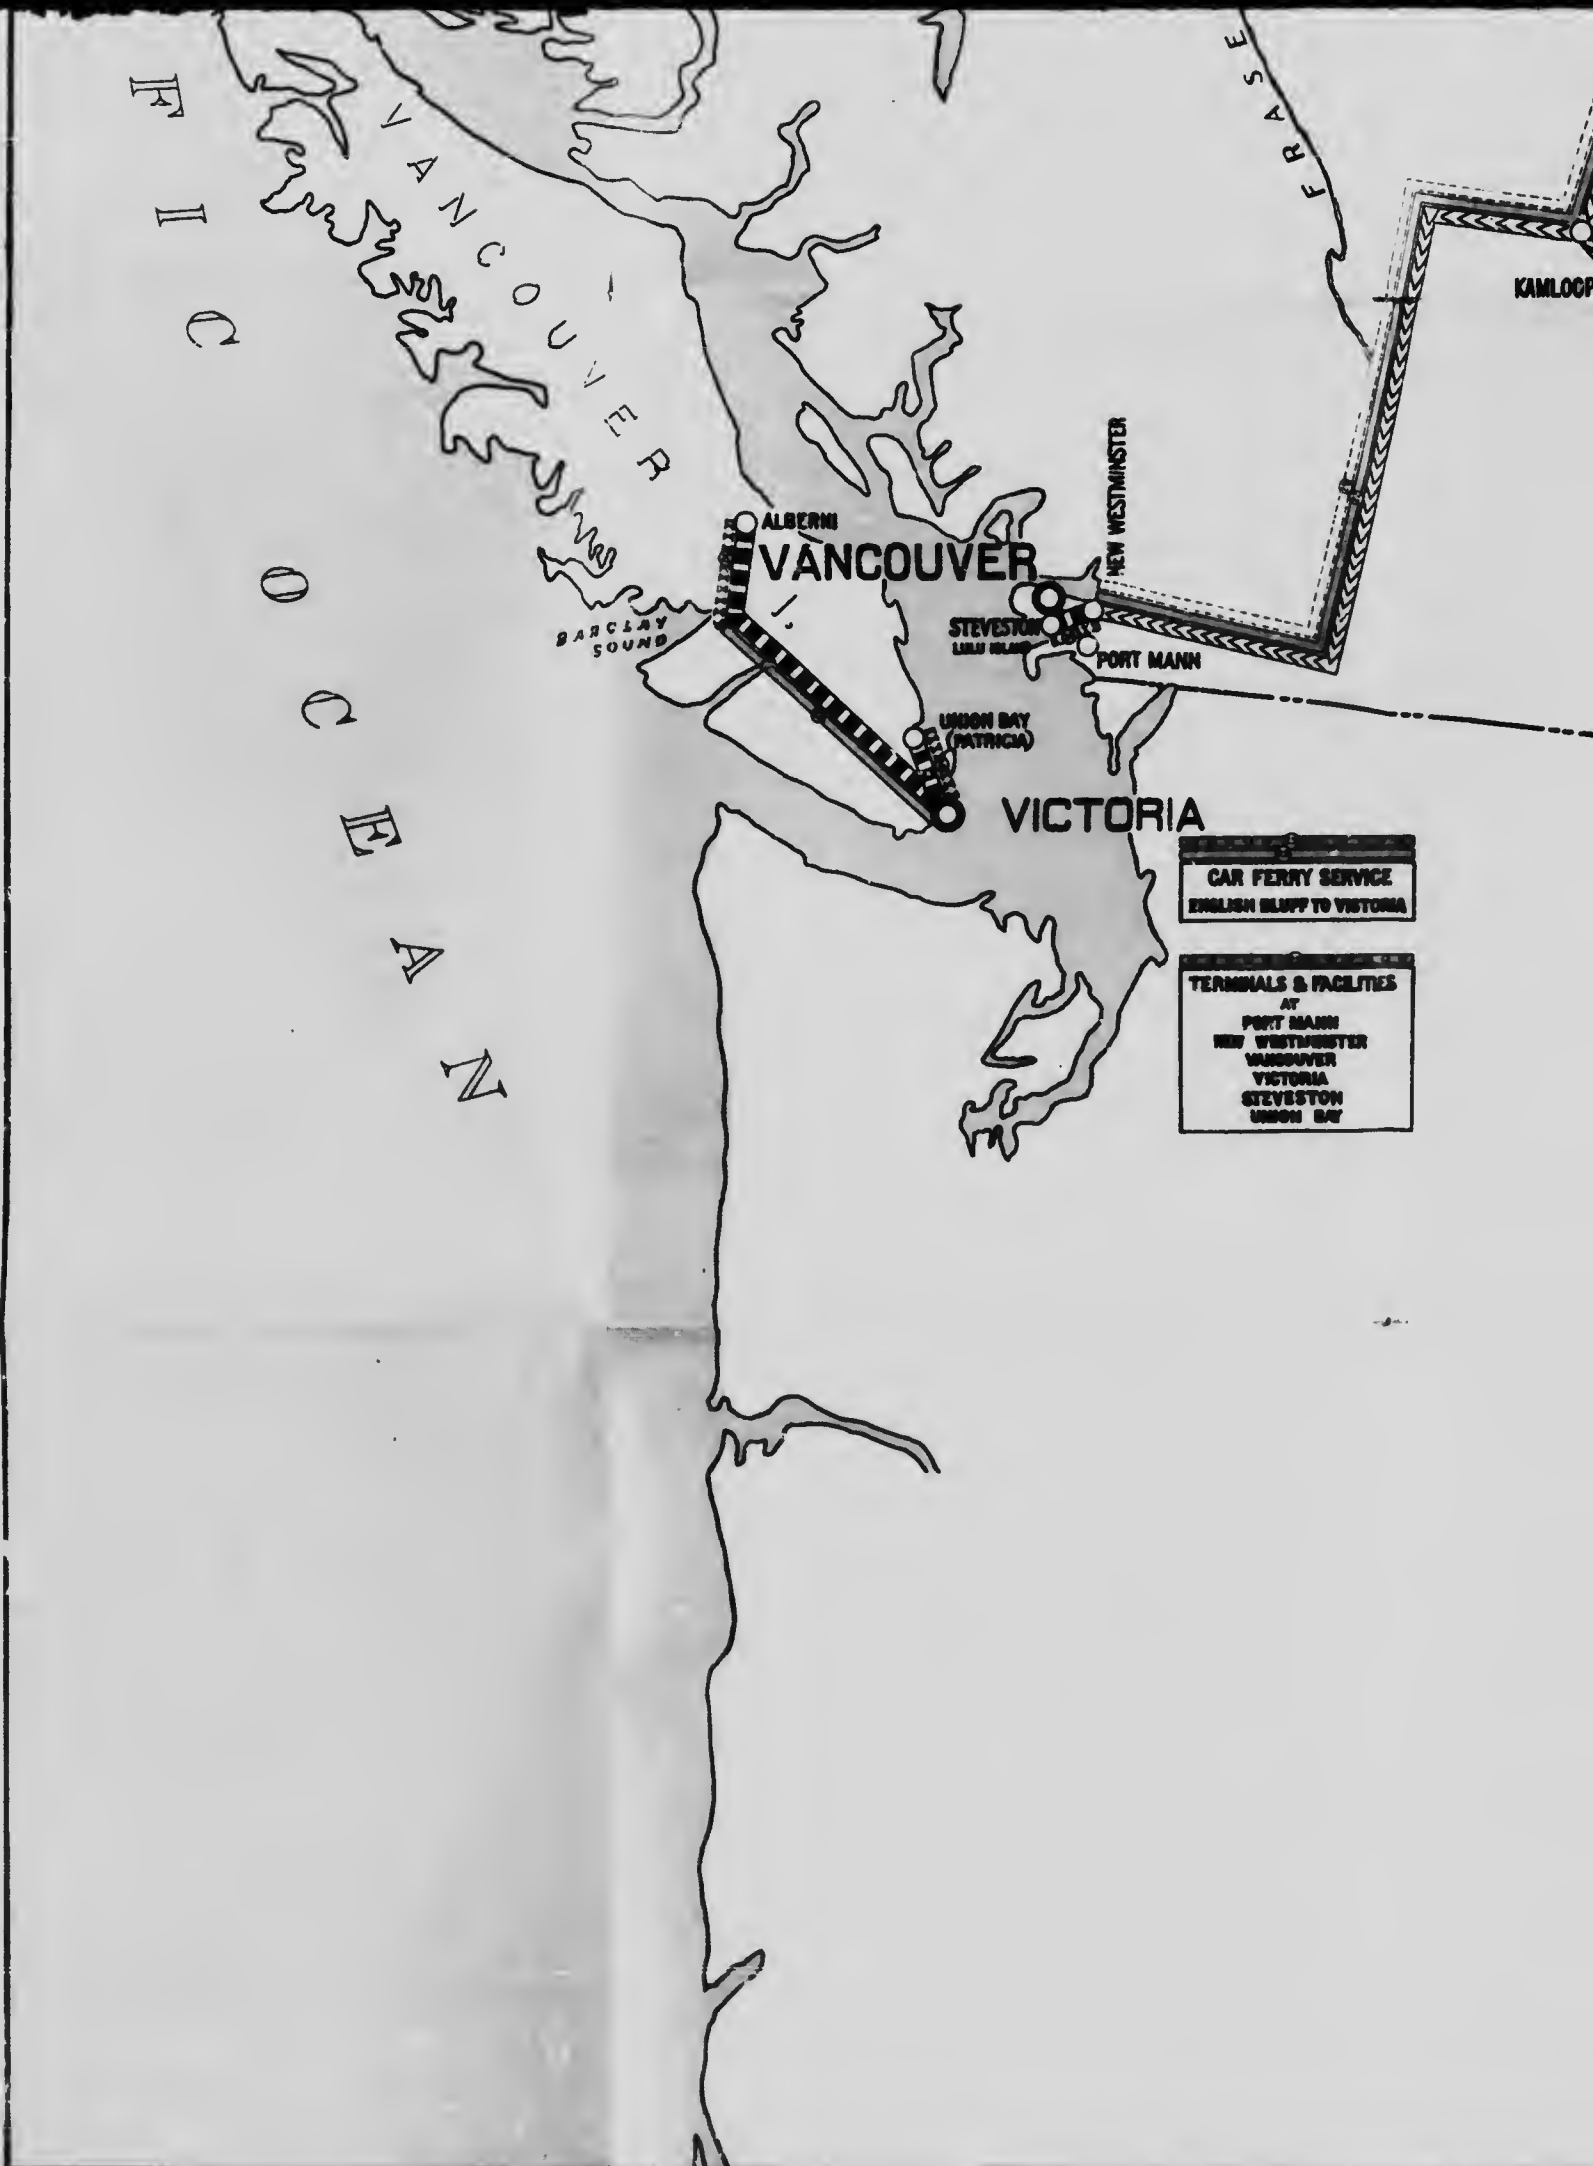 FIC OCEAN
VANCOUVER
I.
FRASE
KAMLOOP
NEW WESTMINSTER
ALBERNI
VANCOUVER
BARCLAY
SOUND
STEVESTON
LULU ISLAND
PORT MANN
UNION BAY
(PATRICIA)
VICTORIA
CAR FERRY SERVICE
ENGLISH BLUFF TO VICTORIA
TERMINALS & FACILITIES
AT
PORT MANN
NEW WESTMINSTER
VANCOUVER
VICTORIA
STEVESTON
UNION BAY